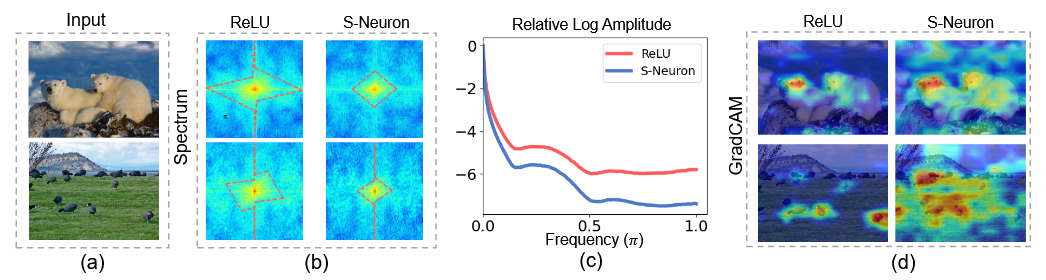 Input
ReLU
S-Neuron
Relative Log Amplitude
ReLU
S-Neuron
Spectrum
0
−2
−4
−6
ReLU
S-Neuron
0.0
0.5
1.0
Frequency (π)
GradCAM
(a)
(b)
(c)
(d)